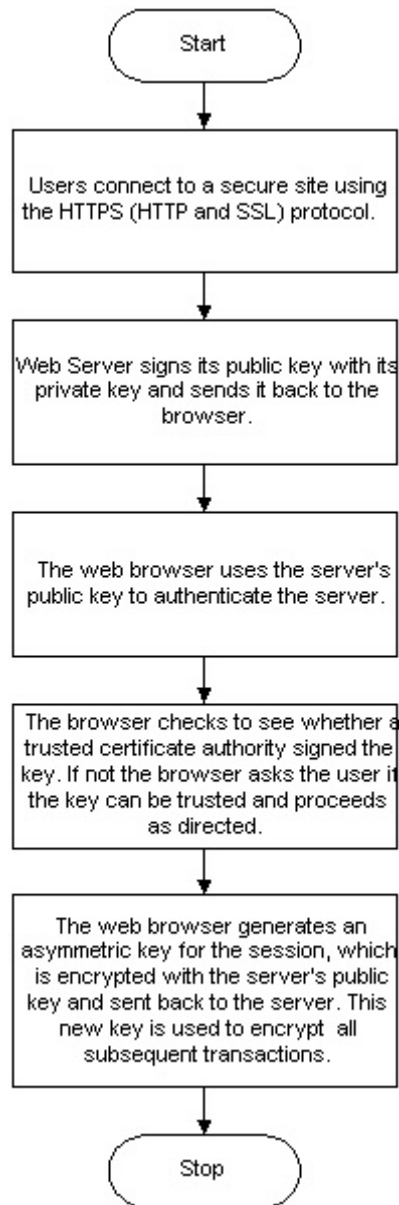 Start
Users connect to a secure site using
the HTTPS (HTTP and SSL) protocol.
Web Server signs its public key with its
private key and sends it back to the
browser.
The web browser uses the server's
public key to authenticate the server.
The browser checks to see whether a
trusted certificate authority signed the
key. If not the browser asks the user if
the key can be trusted and proceeds
as directed.
The web browser generates an
asymmetric key for the session, which
is encrypted with the server's public
key and sent back to the server. This
new key is used to encrypt all
subsequent transactions.
Stop